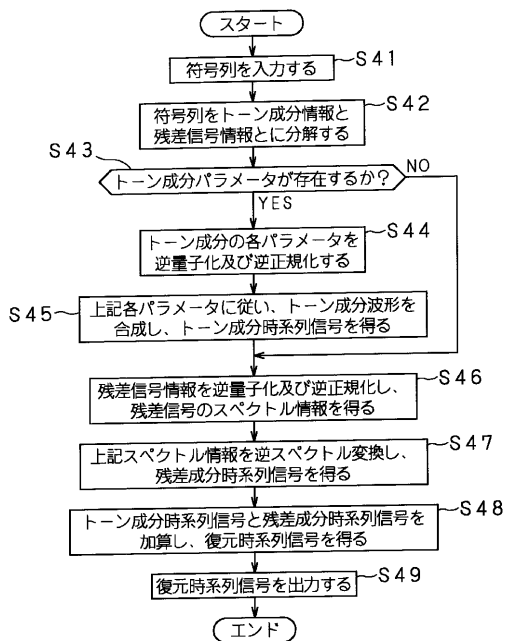 スタート
符号列を入力する
S41
符号列をトーン成分情報と
残差信号情報とに分解する
S42
S43
トーン成分パラメータが存在するか?
NO
YES
トーン成分の各パラメータを
逆量子化及び逆正規化する
S44
S45
上記各パラメータに従い、トーン成分波形を
合成し、トーン成分時系列信号を得る
残差信号情報を逆量子化及び逆正規化し、
残差信号のスペクトル情報を得る
S46
上記スペクトル情報を逆スペクトル変換し、
残差成分時系列信号を得る
S47
トーン成分時系列信号と残差成分時系列信号を
加算し、復元時系列信号を得る
S48
復元時系列信号を出力する
S49
エンド